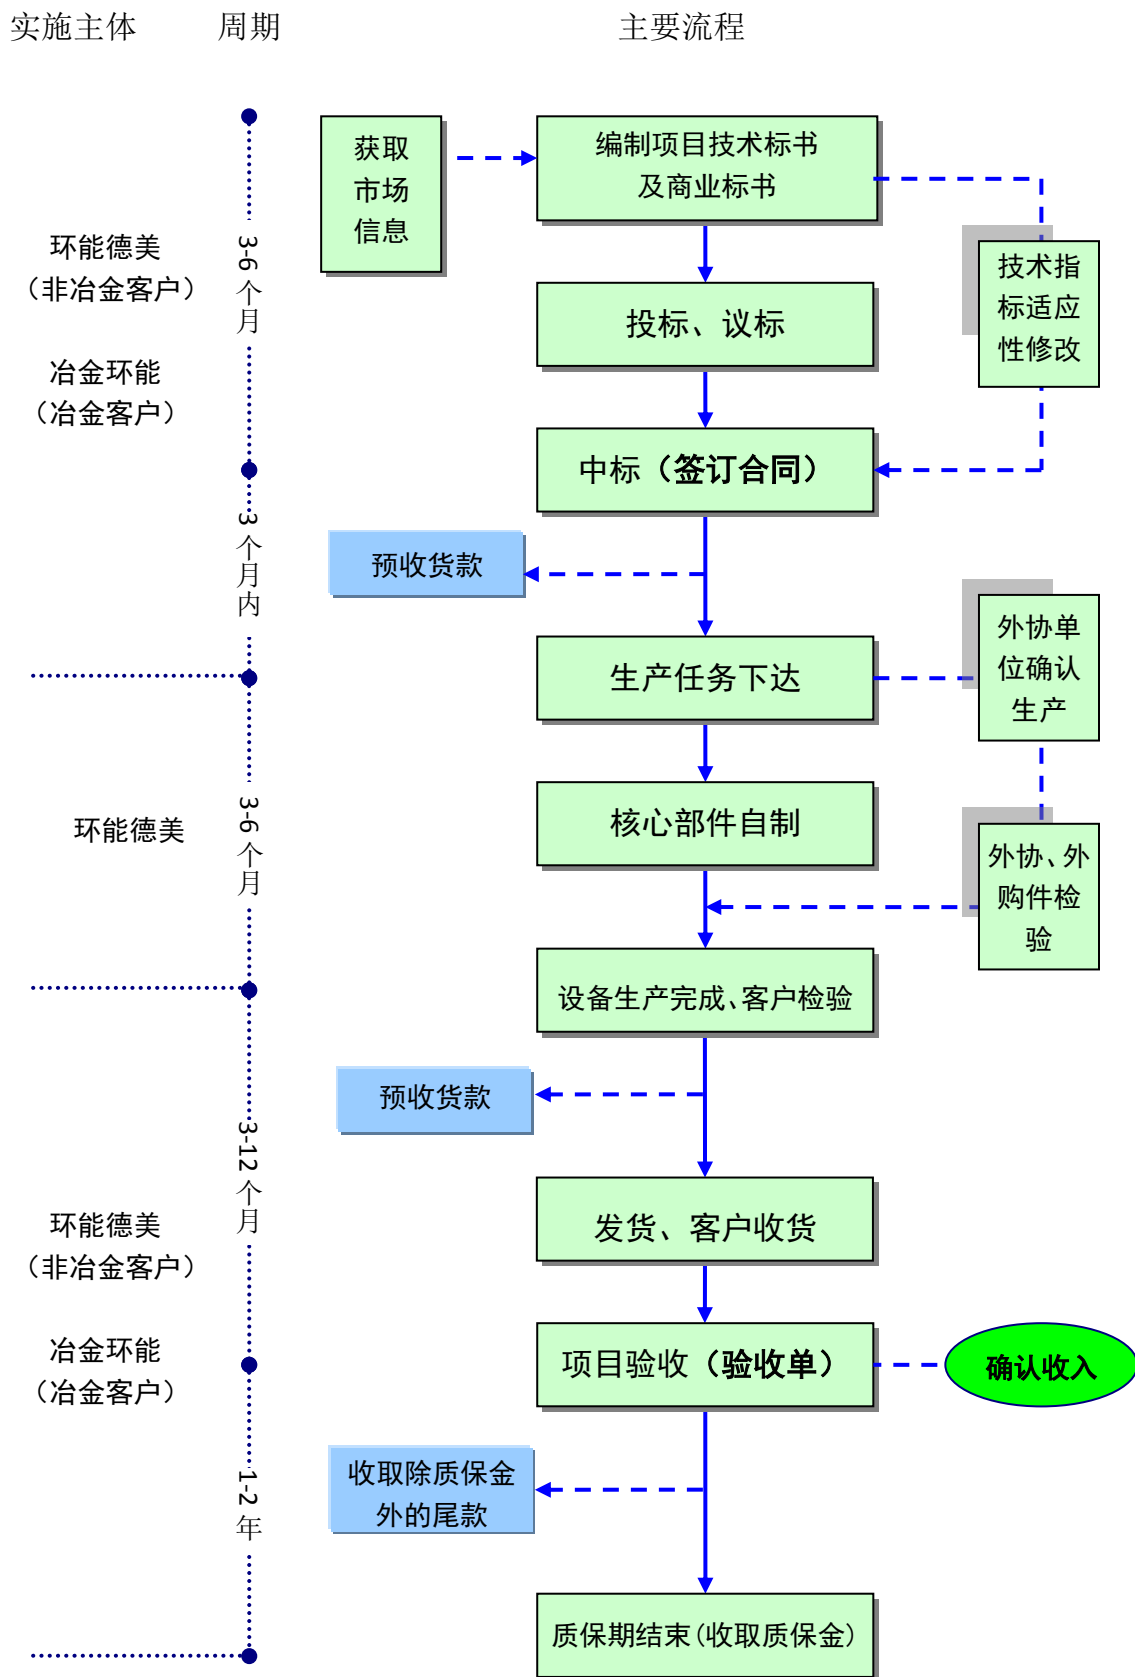 实施主体 周期 主要流程
获取
市场
信息
编制项目技术标书
及商业标书
3-6个月
环能德美
（非冶金客户）
冶金环能
（冶金客户）
技术指
标适应
性修改
投标、议标
中标（签订合同）
3个月内
预收货款
外协单
位确认
生产
生产任务下达
环能德美
3-6个月
核心部件自制
外协、外
购件检
验
设备生产完成、客户检验
预收货款
3-12个月
环能德美
（非冶金客户）
冶金环能
（冶金客户）
发货、客户收货
项目验收（验收单）
确认收入
1-2年
收取除质保金
外的尾款
质保期结束(收取质保金)